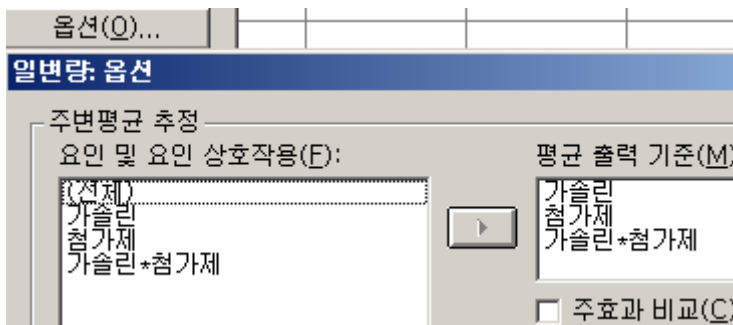 옵션(O)...
일변량: 옵션
주변평균 추정
요인 및 요인 상호작용(F):
(전체)
가솔린
첨가제
가솔린*첨가제
평균 출력 기준(M)
가솔린
첨가제
가솔린*첨가제
주효과 비교(C)